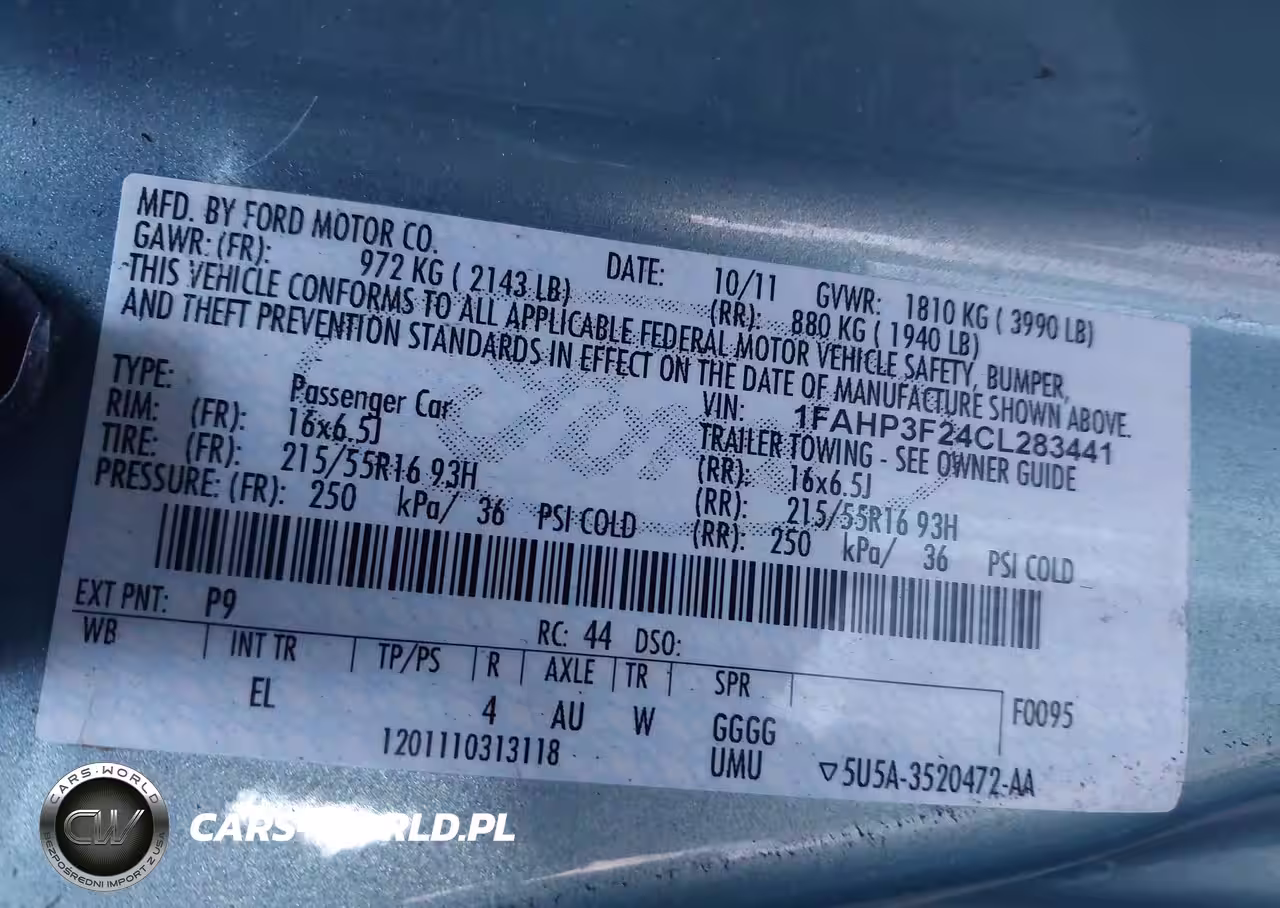 MFD. BY FORD MOTOR CO. DATE: 10/11 GVWR: 1810 KG ( 3990 LB)
GAWR: (FR): 972 KG ( 2143 LB) (RR): 880 KG ( 1940 LB)
THIS VEHICLE CONFORMS TO ALL APPLICABLE FEDERAL MOTOR VEHICLE SAFETY, BUMPER,
AND THEFT PREVENTION STANDARDS IN EFFECT ON THE DATE OF MANUFACTURE SHOWN ABOVE.
VIN: 1FAHP3F24CL283441
TYPE: Passenger Car TRAILER TOWING - SEE OWNER GUIDE
RIM: (FR): 16x6.5J (RR): 16x6.5J
TIRE: (FR): 215/55R16 93H (RR): 215/55R16 93H
PRESSURE: (FR): 250 kPa/ 36 PSI COLD (RR): 250 kPa/ 36 PSI COLD
EXT PNT: P9 RC: 44 DSO:
WB INT TR TP/PS R AXLE TR SPR F0095
EL 4 AU W GGGG
1201110313118 UMU ▽5U5A-3520472-AA
Ford
CARS-WORLD
CW
BEZPOŚREDNI IMPORT Z USA
CARS-WORLD.PL